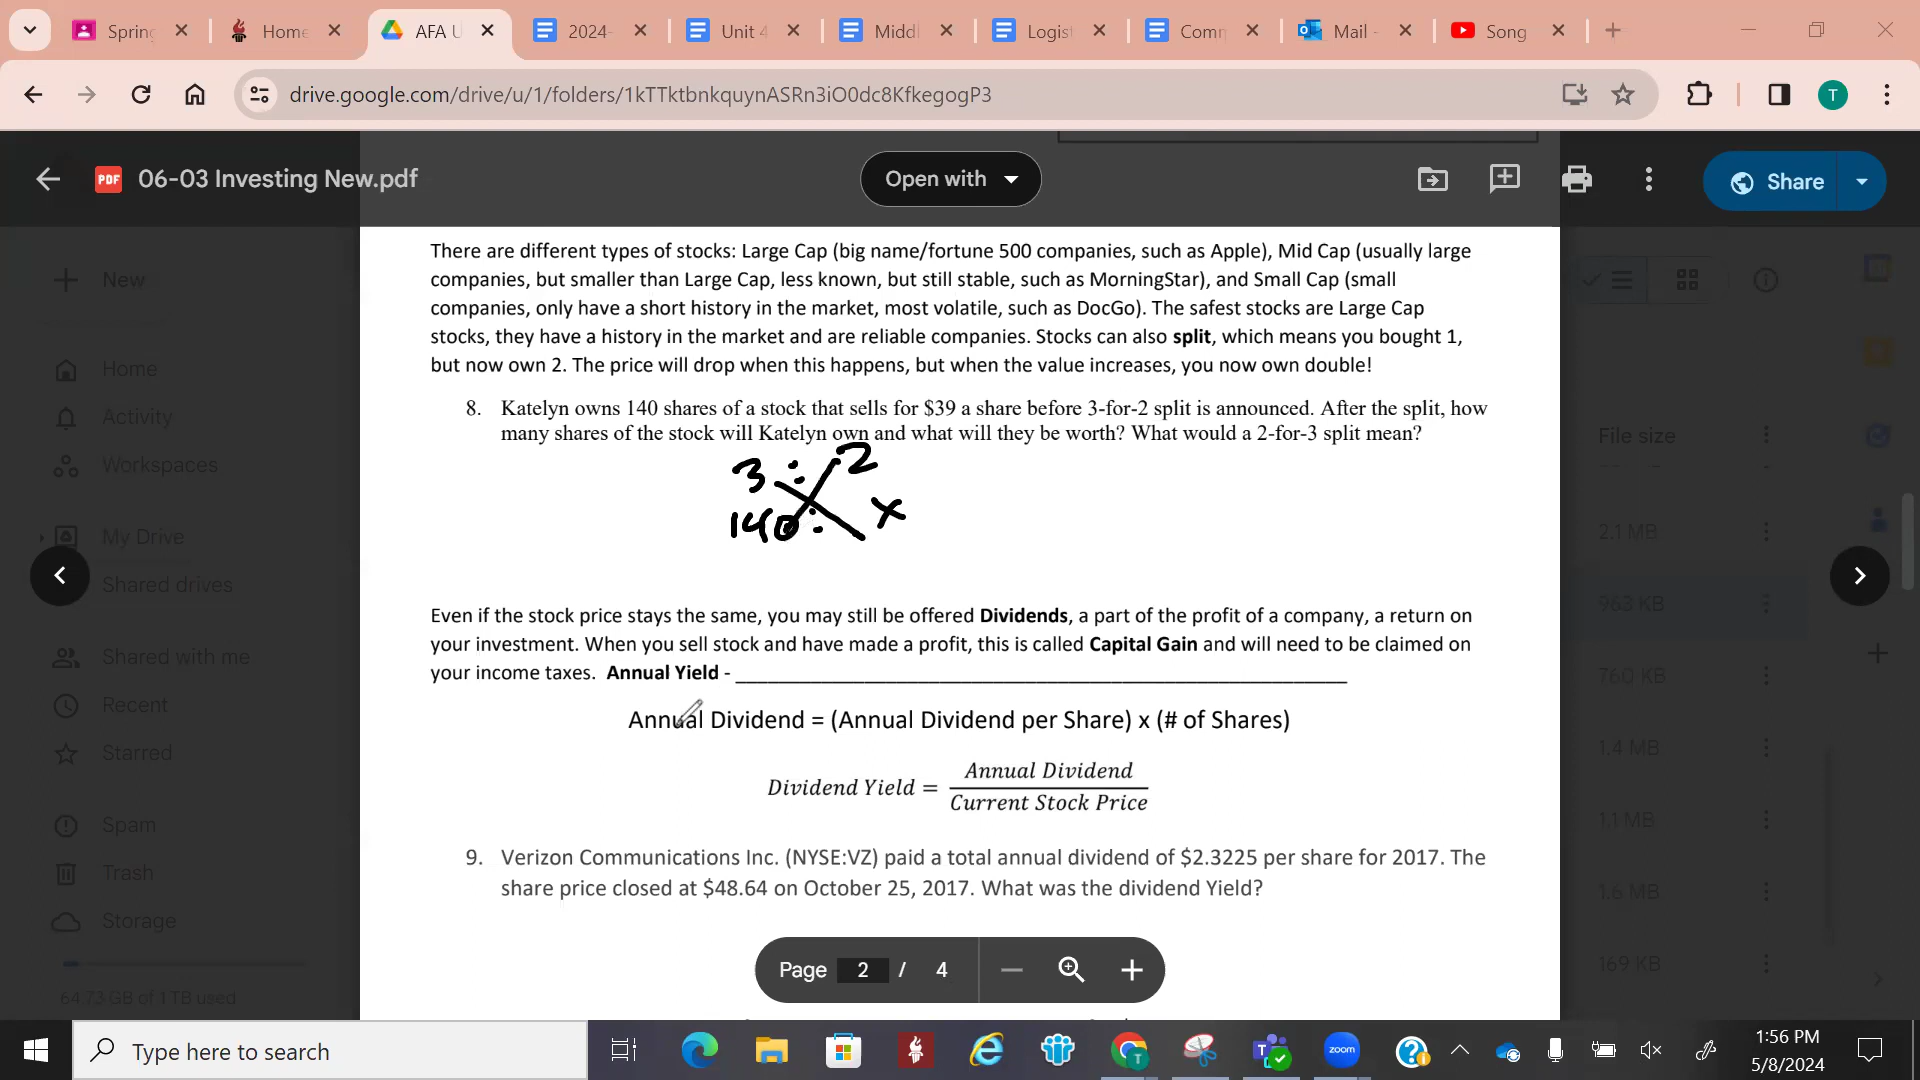 Spring
Home
AFA U
2024-
Unit 4
Middl
Logist
Comm
Mail -
Song
drive.google.com/drive/u/1/folders/1kTTktbnkquynASRn3iO0dc8KfkegogP3
T
PDF
06-03 Investing New.pdf
Open with
Share
New
Home
Activity
Workspaces
My Drive
Shared drives
Shared with me
Recent
Starred
Spam
Trash
Storage
64.73 GB of 1 TB used
There are different types of stocks: Large Cap (big name/fortune 500 companies, such as Apple), Mid Cap (usually large
companies, but smaller than Large Cap, less known, but still stable, such as MorningStar), and Small Cap (small
companies, only have a short history in the market, most volatile, such as DocGo). The safest stocks are Large Cap
stocks, they have a history in the market and are reliable companies. Stocks can also split, which means you bought 1,
but now own 2. The price will drop when this happens, but when the value increases, you now own double!
8. Katelyn owns 140 shares of a stock that sells for $39 a share before 3-for-2 split is announced. After the split, how
many shares of the stock will Katelyn own and what will they be worth? What would a 2-for-3 split mean?
3 : 2
140 : x
Even if the stock price stays the same, you may still be offered Dividends, a part of the profit of a company, a return on
your investment. When you sell stock and have made a profit, this is called Capital Gain and will need to be claimed on
your income taxes. Annual Yield - ______________________________
Annual Dividend = (Annual Dividend per Share) x (# of Shares)
Dividend Yield = Annual Dividend
Current Stock Price
9. Verizon Communications Inc. (NYSE:VZ) paid a total annual dividend of $2.3225 per share for 2017. The
share price closed at $48.64 on October 25, 2017. What was the dividend Yield?
Page 2 / 4
File size
2.1 MB
963 KB
760 KB
1.4 MB
1.1 MB
1.6 MB
169 KB
Type here to search
zoom
1:56 PM
5/8/2024